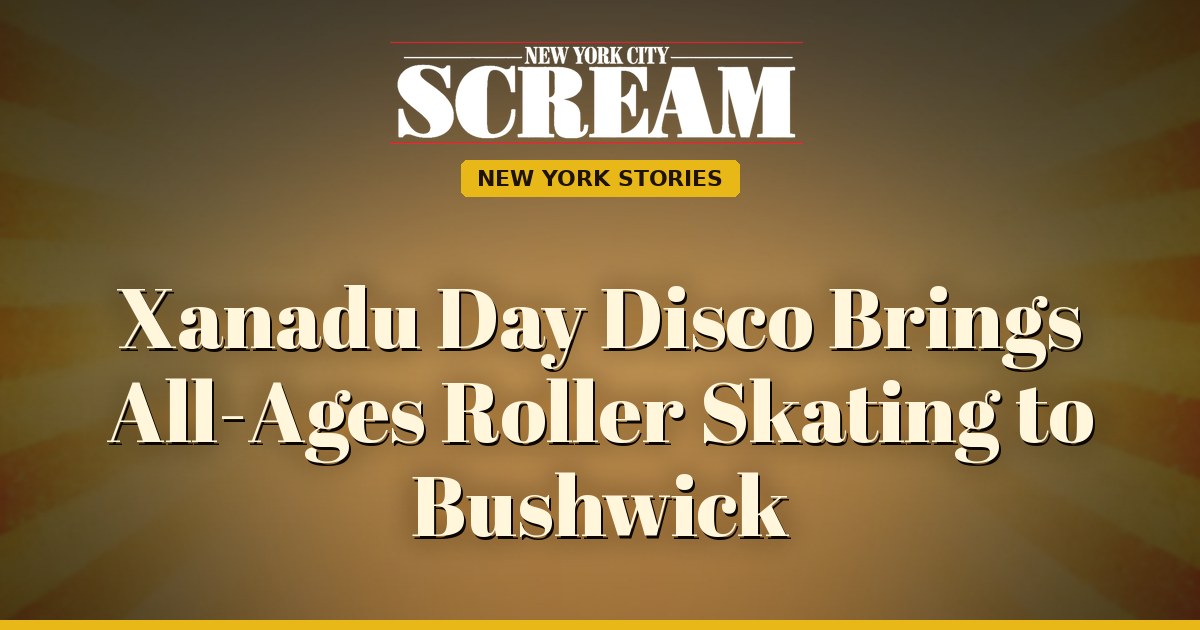 NEW YORK CITY
SCREAM
NEW YORK STORIES
Xanadu Day Disco Brings
All-Ages Roller Skating to
Bushwick